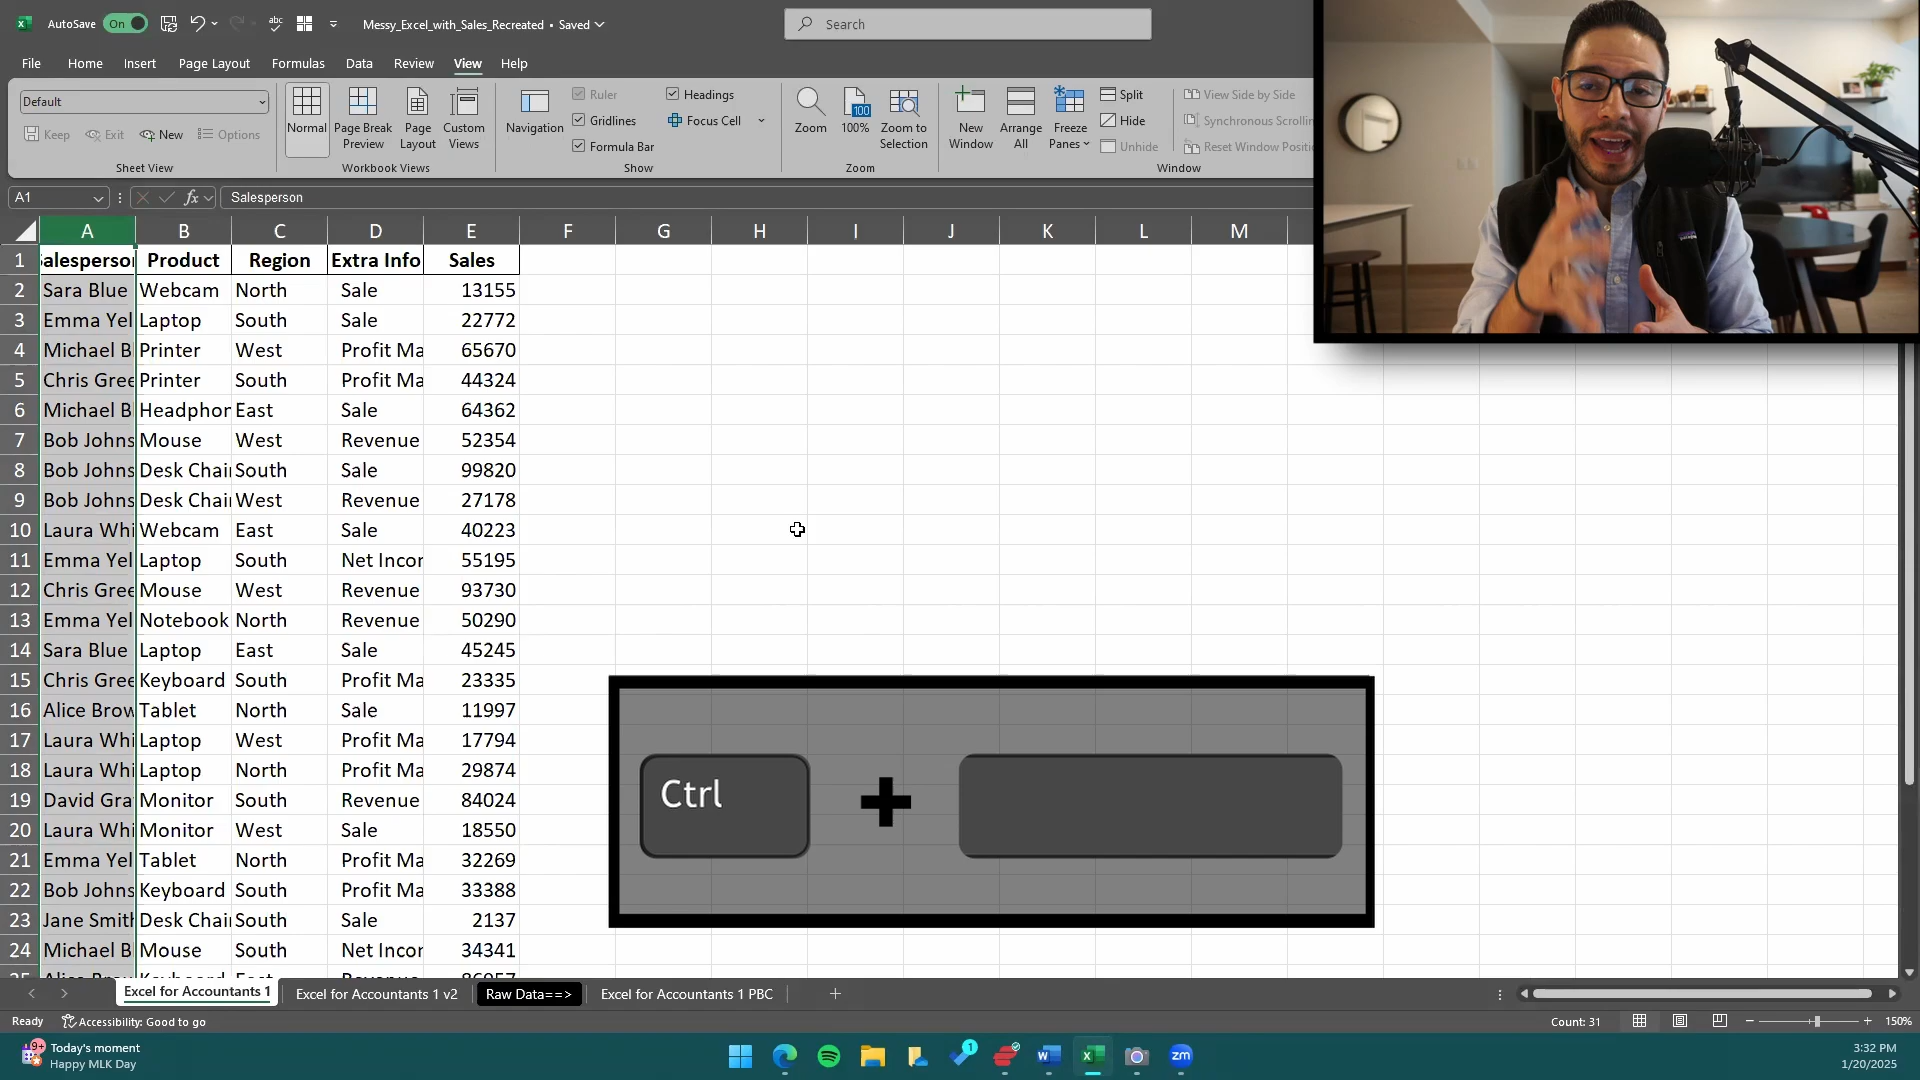 AutoSave On Messy_Excel_with_Sales_Recreated • Saved Search
File Home Insert Page Layout Formulas Data Review View Help
Default
Keep Exit New Options
Sheet View
Normal Page Break Preview Page Layout Custom Views
Workbook Views
Navigation
Ruler Headings
Gridlines Focus Cell
Formula Bar
Show
Zoom 100% Zoom to Selection
Zoom
New Window Arrange All Freeze Panes
Split View Side by Side
Hide
Unhide
Window
A1 fx Salesperson
A B C D E F G H I J K L M
1 Product Region Extra Info Sales
2 Sara Blue Webcam North Sale 13155
3 Emma Yel Laptop South Sale 22772
4 Michael B Printer West Profit Ma 65670
5 Chris Gree Printer South Profit Ma 44324
6 Michael B Headphor East Sale 64362
7 Bob Johns Mouse West Revenue 52354
8 Bob Johns Desk Chai South Sale 99820
9 Bob Johns Desk Chai West Revenue 27178
10 Laura Whi Webcam East Sale 40223
11 Emma Yel Laptop South Net Incor 55195
12 Chris Gree Mouse West Revenue 93730
13 Emma Yel Notebook North Revenue 50290
14 Sara Blue Laptop East Sale 45245
15 Chris Gree Keyboard South Profit Ma 23335
16 Alice Brow Tablet North Sale 11997
17 Laura Whi Laptop West Profit Ma 17794
18 Laura Whi Laptop North Profit Ma 29874
19 David Gra Monitor South Revenue 84024
20 Laura Whi Monitor West Sale 18550
21 Emma Yel Tablet North Profit Ma 32269
22 Bob Johns Keyboard South Profit Ma 33388
23 Jane Smit Desk Chai South Sale 2137
24 Michael B Mouse South Net Incor 34341
Ctrl +
Excel for Accountants 1 Excel for Accountants 1 v2 Raw Data==> Excel for Accountants 1 PBC
Ready Accessibility: Good to go Count: 31 150%
Today's moment
Happy MLK Day
3:32 PM
1/20/2025